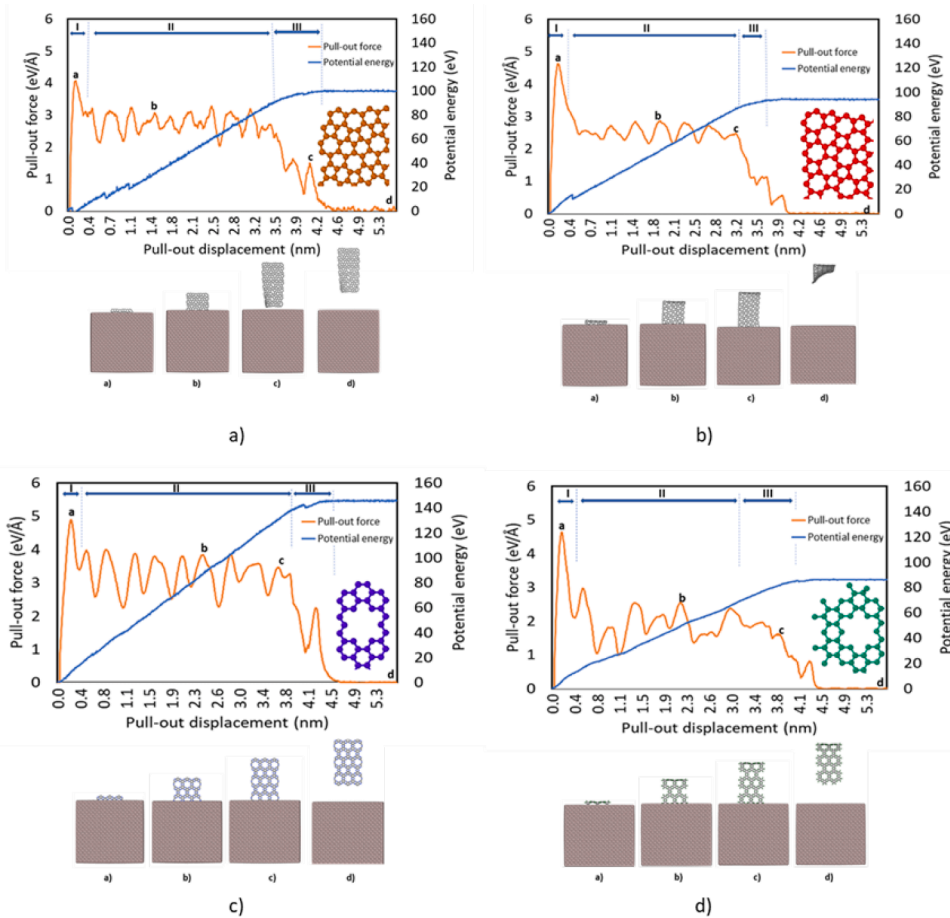 6 I II III 160
5 140
4 a 120
3 b 100
2 80
1 c 60
0 d 40
20
0
Pull-out force (eV/Å)
Potential energy (eV)
Pull-out force
Potential energy
0.0 0.4 0.7 1.1 1.4 1.8 2.1 2.5 2.8 3.2 3.5 3.9 4.2 4.6 4.9 5.3
Pull-out displacement (nm)
a) b) c) d)
a)
6 I II III 160
5 140
4 a 120
3 b 100
2 c 80
1 60
0 d 40
20
0
Pull-out force (eV/Å)
Potential energy (eV)
Pull-out force
Potential energy
0.0 0.4 0.7 1.1 1.4 1.8 2.1 2.5 2.8 3.2 3.5 3.9 4.2 4.6 4.9 5.3
Pull-out displacement (nm)
a) b) c) d)
b)
6 I II III 160
5 a 140
4 b 120
3 c 100
2 80
1 60
0 d 40
20
0
Pull-out force (eV/Å)
Potential energy (eV)
Pull-out force
Potential energy
0.0 0.4 0.8 1.1 1.5 1.9 2.3 2.6 3.0 3.4 3.8 4.1 4.5 4.9 5.3 5.6
Pull-out displacement (nm)
a) b) c) d)
c)
6 I II III 160
5 a 140
4 120
3 b 100
2 c 80
1 60
0 d 40
20
0
Pull-out force (eV/Å)
Potential energy (eV)
Pull-out force
Potential energy
0.0 0.4 0.8 1.1 1.5 1.9 2.3 2.6 3.0 3.4 3.8 4.1 4.5 4.9 5.3 5.6
Pull-out displacement (nm)
a) b) c) d)
d)